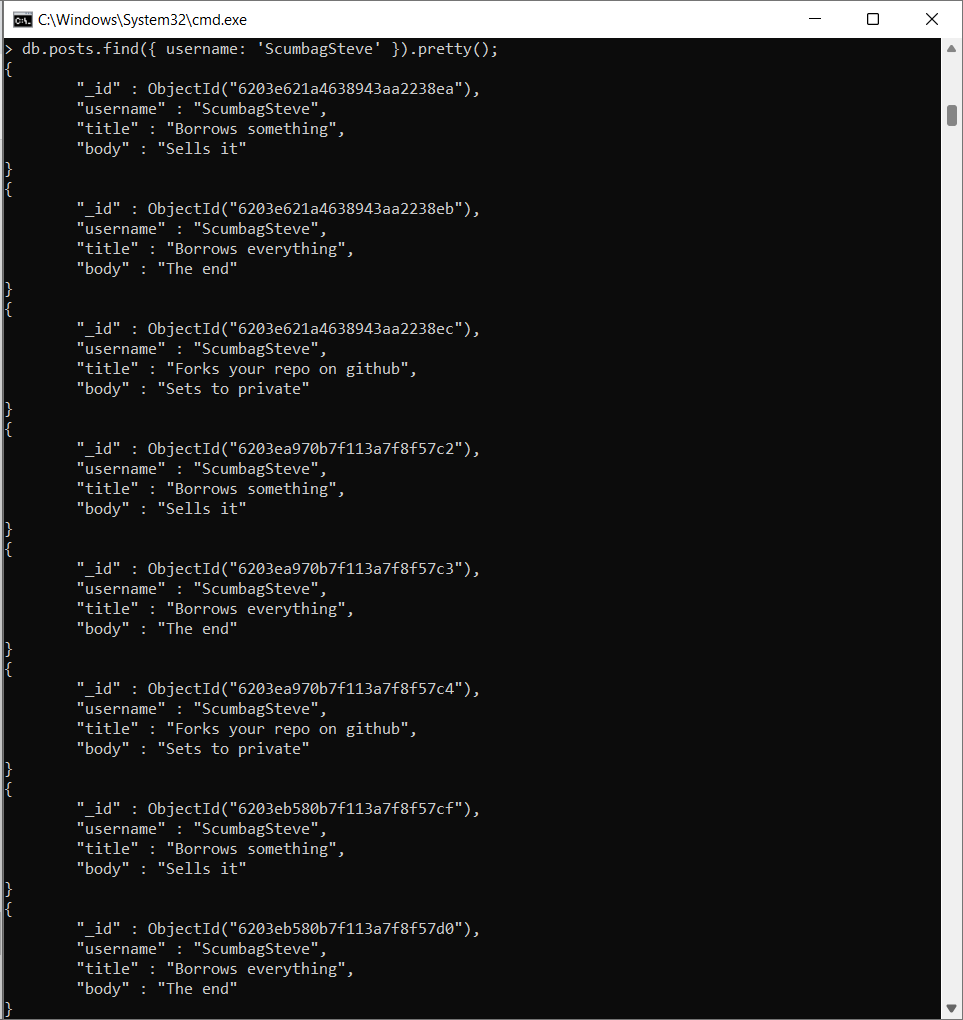 C:\Windows\System32\cmd.exe
> db.posts.find({ username: 'ScumbagSteve' }).pretty();
{
        "_id" : ObjectId("6203e621a4638943aa2238ea"),
        "username" : "ScumbagSteve",
        "title" : "Borrows something",
        "body" : "Sells it"
}
{
        "_id" : ObjectId("6203e621a4638943aa2238eb"),
        "username" : "ScumbagSteve",
        "title" : "Borrows everything",
        "body" : "The end"
}
{
        "_id" : ObjectId("6203e621a4638943aa2238ec"),
        "username" : "ScumbagSteve",
        "title" : "Forks your repo on github",
        "body" : "Sets to private"
}
{
        "_id" : ObjectId("6203ea970b7f113a7f8f57c2"),
        "username" : "ScumbagSteve",
        "title" : "Borrows something",
        "body" : "Sells it"
}
{
        "_id" : ObjectId("6203ea970b7f113a7f8f57c3"),
        "username" : "ScumbagSteve",
        "title" : "Borrows everything",
        "body" : "The end"
}
{
        "_id" : ObjectId("6203ea970b7f113a7f8f57c4"),
        "username" : "ScumbagSteve",
        "title" : "Forks your repo on github",
        "body" : "Sets to private"
}
{
        "_id" : ObjectId("6203eb580b7f113a7f8f57cf"),
        "username" : "ScumbagSteve",
        "title" : "Borrows something",
        "body" : "Sells it"
}
{
        "_id" : ObjectId("6203eb580b7f113a7f8f57d0"),
        "username" : "ScumbagSteve",
        "title" : "Borrows everything",
        "body" : "The end"
}